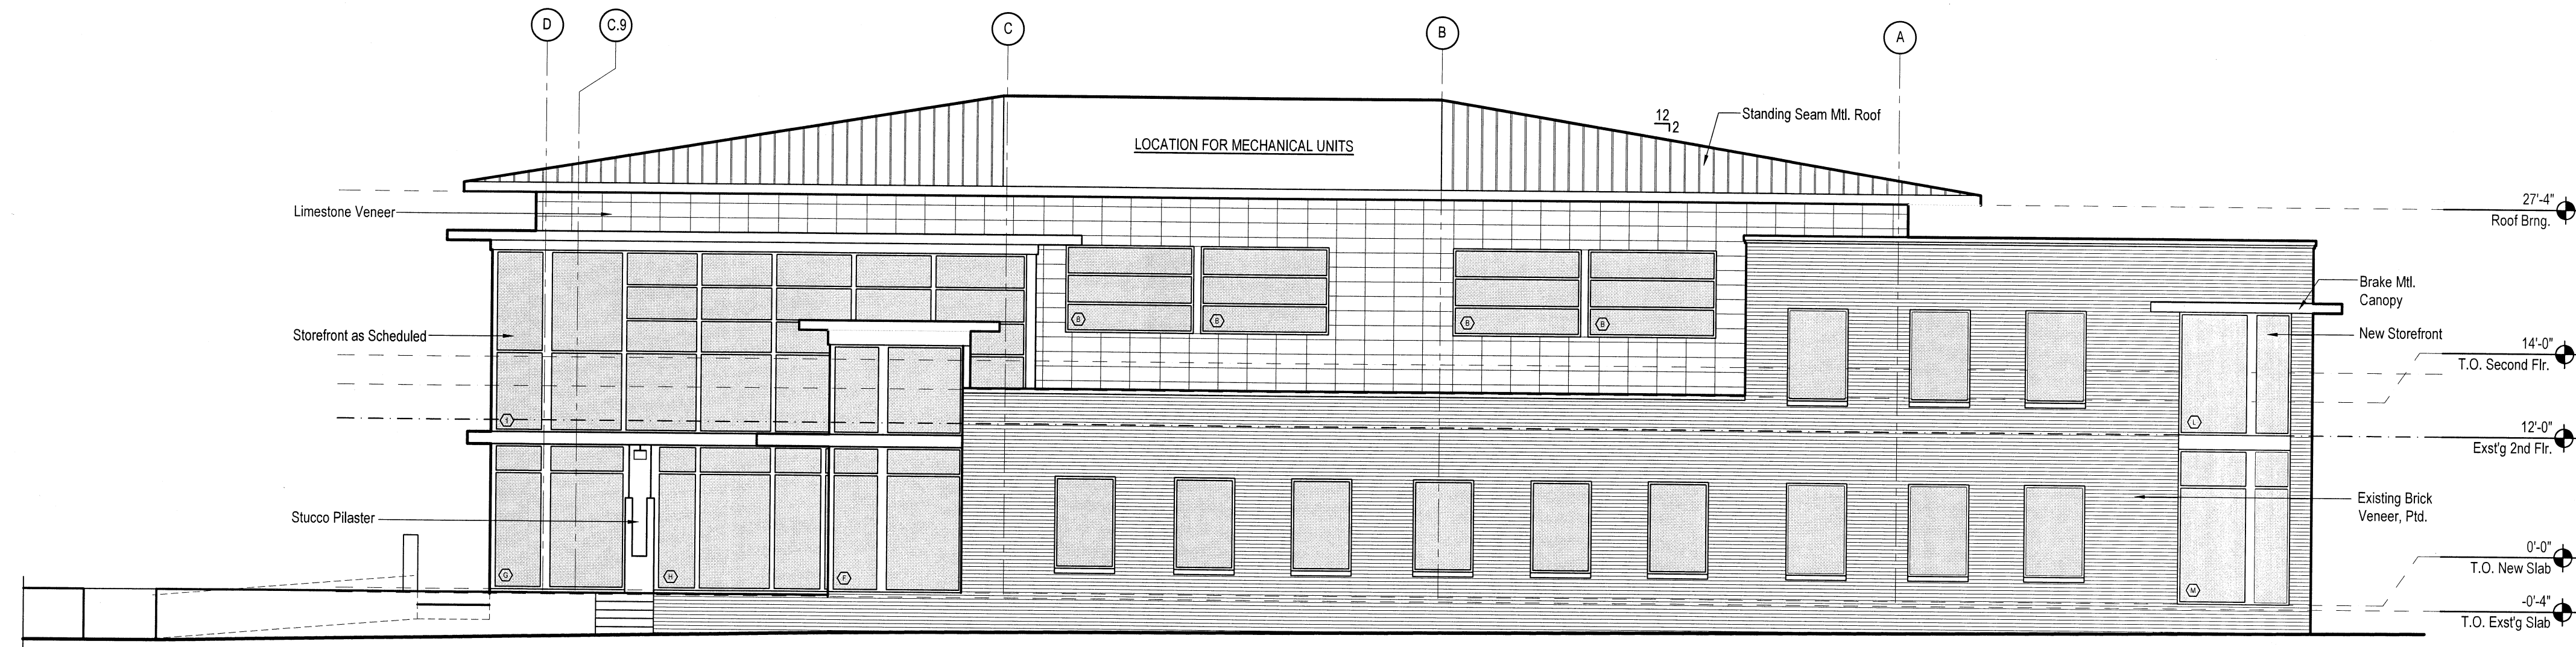 D
C.9
C
B
A
12
2
Standing Seam Mtl. Roof
LOCATION FOR MECHANICAL UNITS
Limestone Veneer
27'-4"
Roof Brng.
Brake Mtl.
Canopy
B
B
B
B
Storefront as Scheduled
New Storefront
14'-0"
T.O. Second Flr.
L
12'-0"
Exst'g 2nd Flr.
Existing Brick
Veneer, Ptd.
Stucco Pilaster
G
H
F
M
0'-0"
T.O. New Slab
-0'-4"
T.O. Exst'g Slab